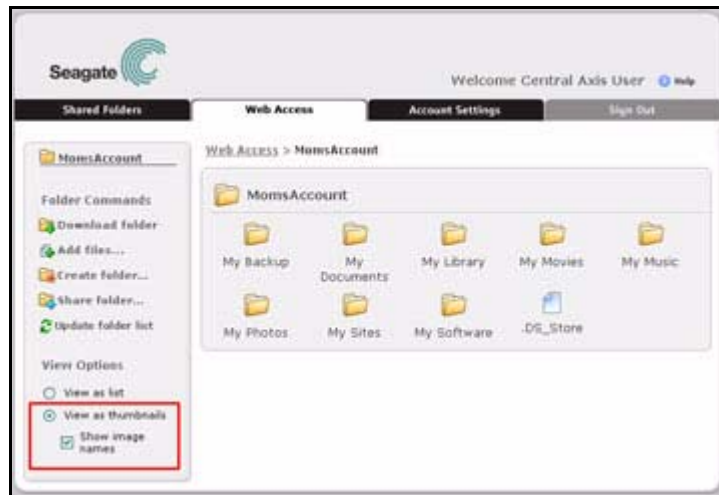 Seagate
Welcome Central Axis User Help
Shared Folders Web Access Account Settings Sign Out
MomsAccount
Web Access > MomsAccount
Folder Commands
Download folder
Add files...
Create folder...
Share folder...
Update folder list
View Options
View as list
View as thumbnails
Show image
names
MomsAccount
My Backup My
Documents My Library My Movies My Music
My Photos My Sites My Software .DS_Store